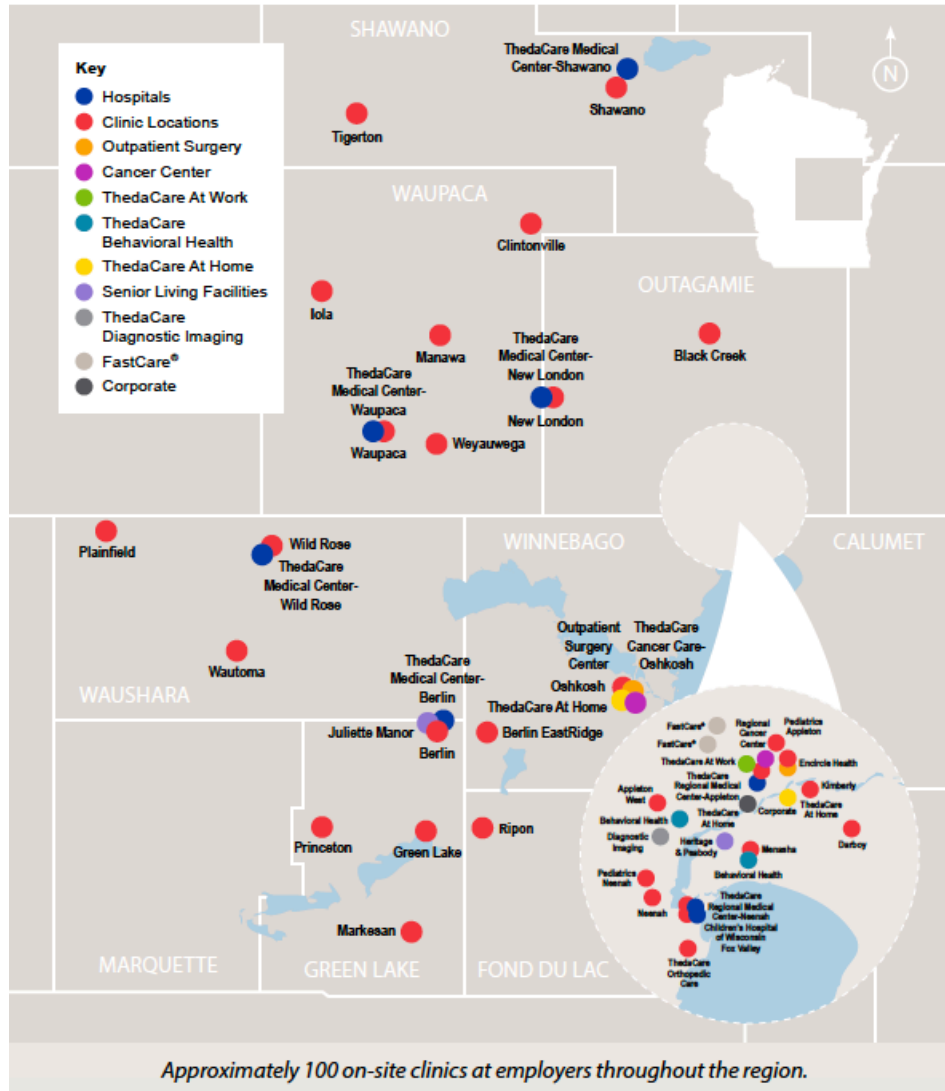 SHAWANO
ThedaCare Medical
Center-Shawano
N
Key
Hospitals
Clinic Locations
Outpatient Surgery
Cancer Center
ThedaCare At Work
ThedaCare
Behavioral Health
ThedaCare At Home
Senior Living Facilities
ThedaCare
Diagnostic Imaging
FastCare®
Corporate
Shawano
Tigerton
WAUPACA
Clintonville
OUTAGAMIE
Iola
Manawa
Black Creek
ThedaCare
Medical Center-
New London
New London
ThedaCare
Medical Center-
Waupaca
Waupaca
Weyauwega
Plainfield
Wild Rose
ThedaCare
Medical Center-
Wild Rose
WINNEBAGO
CALUMET
Wautoma
WAUSHARA
ThedaCare
Medical Center-
Berlin
Juliette Manor
Berlin
Berlin EastRidge
Outpatient
Surgery
Center
ThedaCare
Cancer Care-
Oshkosh
Oshkosh
ThedaCare At Home
Princeton
Green Lake
Ripon
Markesan
MARQUETTE
GREEN LAKE
FOND DU LAC
FastCare®
FastCare®
Regional
Cancer
Center
Pediatrics
Appleton
ThedaCare At Work
Encircle Health
ThedaCare
Regional Medical
Center-Appleton
Kimberly
Appleton
West
Corporate
ThedaCare
At Home
ThedaCare
At Home
Behavioral Health
Darboy
Diagnostic
Imaging
Heritage
& Peabody
Menasha
Behavioral Health
Pediatrics
Neenah
Neenah
ThedaCare
Regional Medical
Center-Neenah
Children's Hospital
of Wisconsin
Fox Valley
ThedaCare
Orthopedic
Care
Approximately 100 on-site clinics at employers throughout the region.